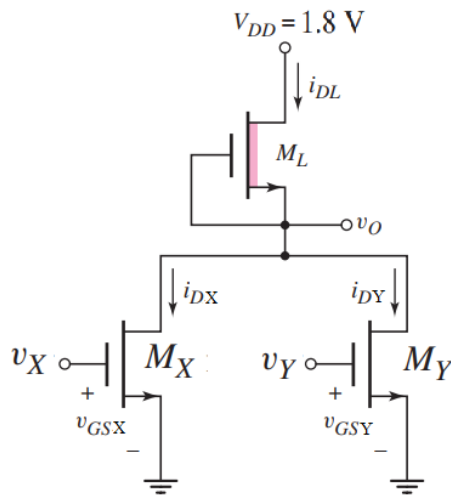 V_DD = 1.8 V
i_DL
M_L
v_O
i_DX
i_DY
v_X
M_X
v_Y
M_Y
+
+
v_GSX
v_GSY
−
−